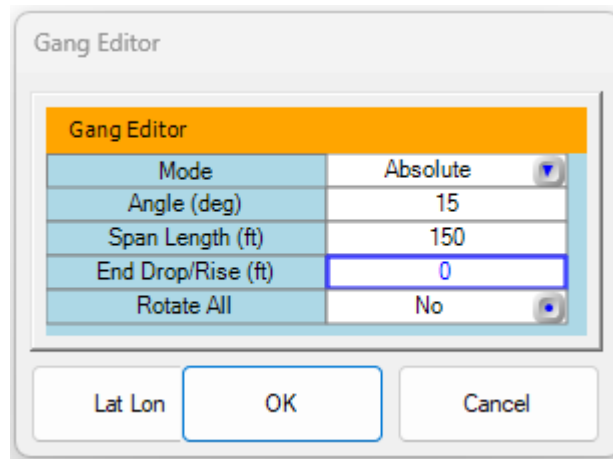 Gang Editor
Gang Editor
Mode Absolute
Angle (deg) 15
Span Length (ft) 150
End Drop/Rise (ft) 0
Rotate All No
Lat Lon OK Cancel